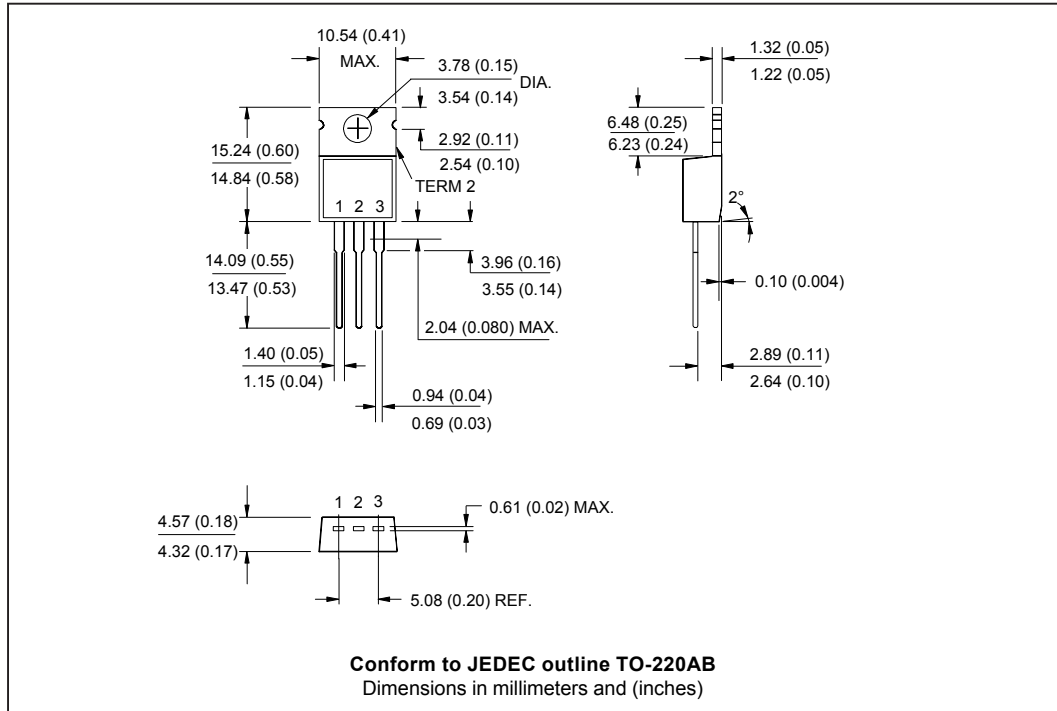 10.54 (0.41)
MAX.
3.78 (0.15)
3.54 (0.14)
DIA.
1.32 (0.05)
1.22 (0.05)
15.24 (0.60)
14.84 (0.58)
2.92 (0.11)
2.54 (0.10)
TERM 2
6.48 (0.25)
6.23 (0.24)
1 2 3
2°
14.09 (0.55)
13.47 (0.53)
3.96 (0.16)
3.55 (0.14)
0.10 (0.004)
2.04 (0.080) MAX.
1.40 (0.05)
1.15 (0.04)
2.89 (0.11)
2.64 (0.10)
0.94 (0.04)
0.69 (0.03)
1 2 3
4.57 (0.18)
4.32 (0.17)
0.61 (0.02) MAX.
5.08 (0.20) REF.
Conform to JEDEC outline TO-220AB
Dimensions in millimeters and (inches)